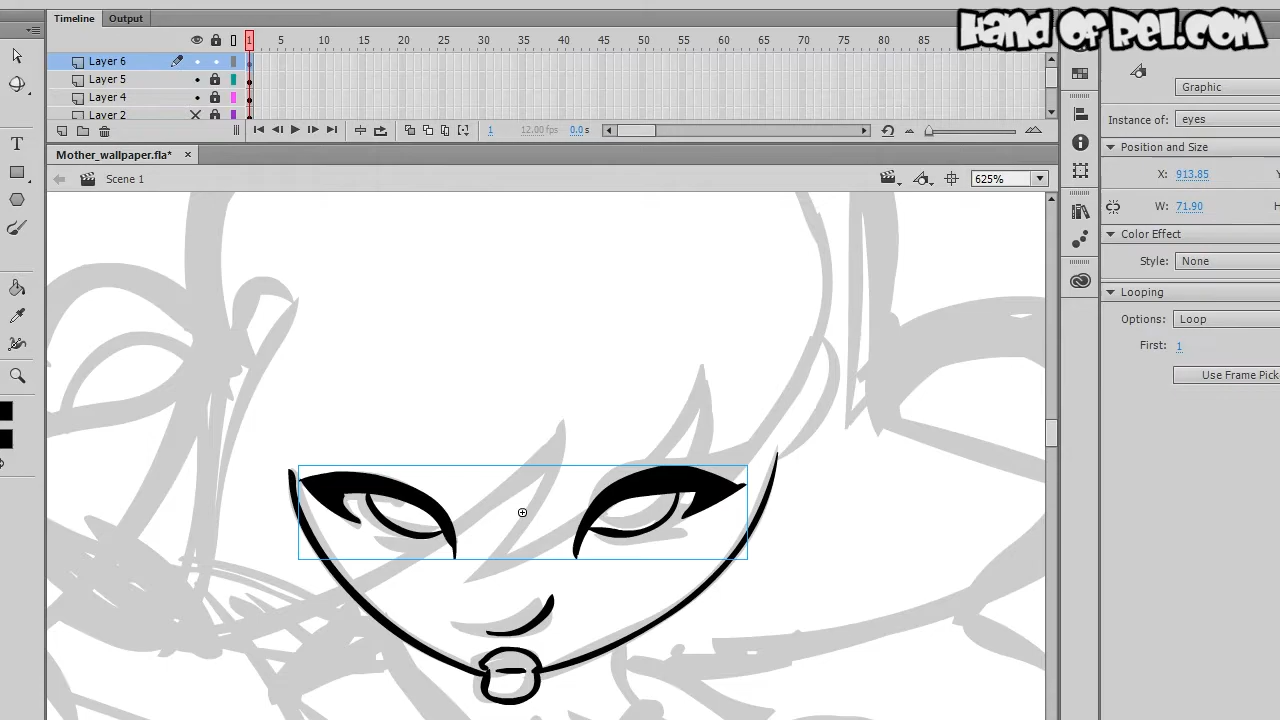 Timeline Output
HAND OF REL.COM
1 5 10 15 20 25 30 35 40 45 50 55 60 65 70 75 80 85
Layer 6
Layer 5
Layer 4
Layer 2
1 12.00 fps 0.0 s
Graphic
Instance of: eyes
Mother_wallpaper.fla* ×
Position and Size
Scene 1
625%
X: 913.85
W: 71.90 H
Color Effect
Style: None
Looping
Options: Loop
First: 1
Use Frame Pick